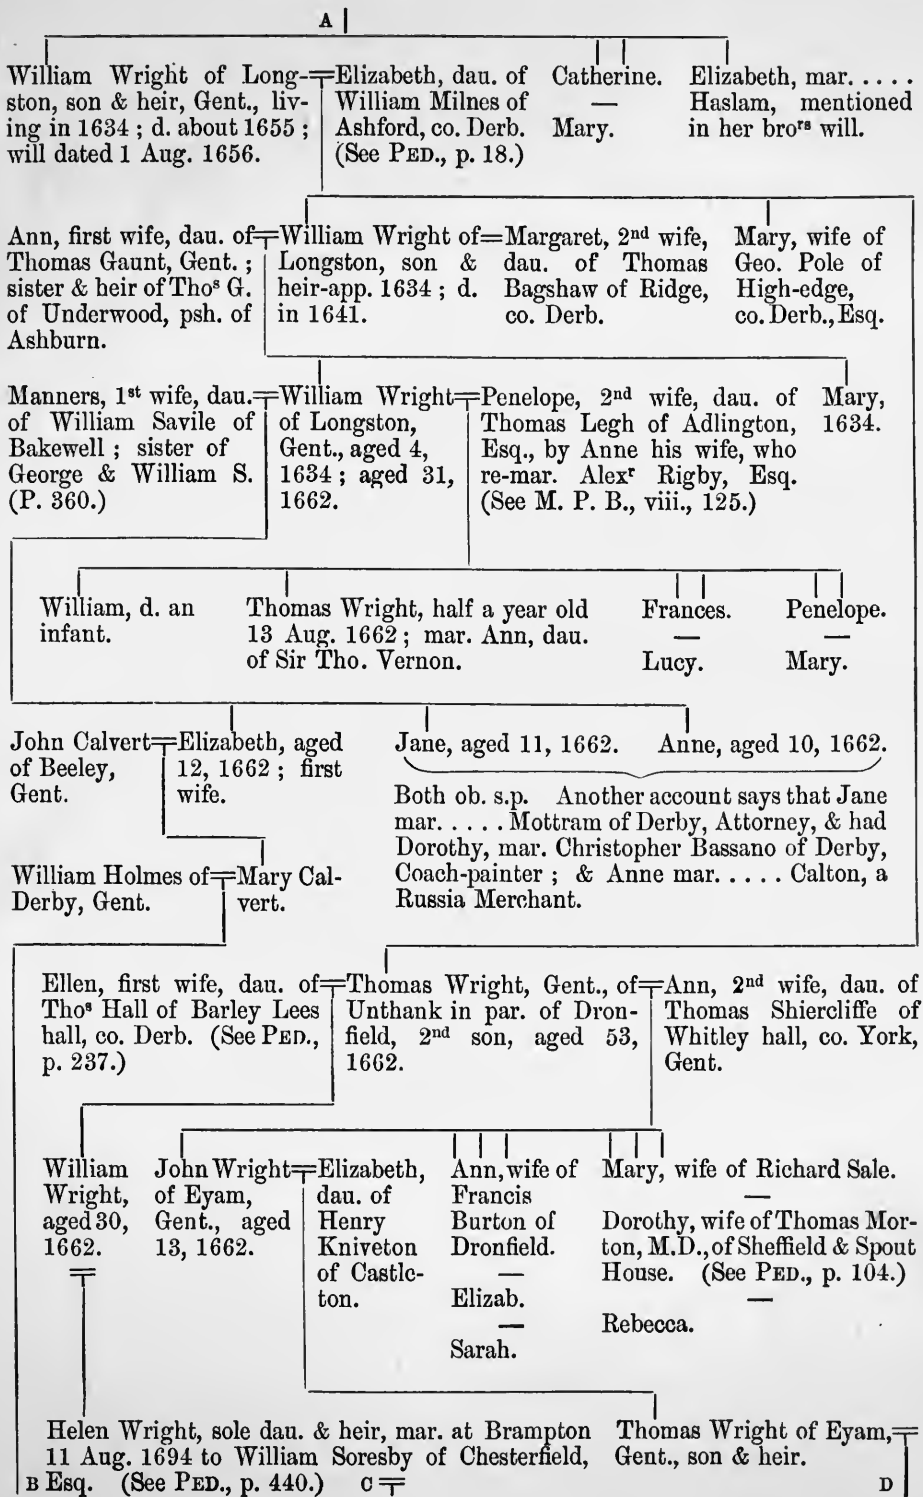 A
William Wright of Long-
ston, son & heir, Gent., liv-
ing in 1634 ; d. about 1655 ;
will dated 1 Aug. 1656.
Elizabeth, dau. of
William Milnes of
Ashford, co. Derb.
(See PED., p. 18.)
Catherine.
—
Mary.
Elizabeth, mar. . . . .
Haslam, mentioned
in her bro^rs will.
Ann, first wife, dau. of
Thomas Gaunt, Gent. ;
sister & heir of Tho^s G.
of Underwood, psh. of
Ashburn.
William Wright of
Longston, son &
heir-app. 1634 ; d.
in 1641.
Margaret, 2^nd wife,
dau. of Thomas
Bagshaw of Ridge,
co. Derb.
Mary, wife of
Geo. Pole of
High-edge,
co. Derb., Esq.
Manners, 1^st wife, dau.
of William Savile of
Bakewell ; sister of
George & William S.
(P. 360.)
William Wright
of Longston,
Gent., aged 4,
1634 ; aged 31,
1662.
Penelope, 2^nd wife, dau. of
Thomas Legh of Adlington,
Esq., by Anne his wife, who
re-mar. Alex^r Rigby, Esq.
(See M. P. B., viii., 125.)
Mary,
1634.
William, d. an
infant.
Thomas Wright, half a year old
13 Aug. 1662 ; mar. Ann, dau.
of Sir Tho. Vernon.
Frances.
—
Lucy.
Penelope.
—
Mary.
John Calvert
of Beeley,
Gent.
Elizabeth, aged
12, 1662 ; first
wife.
Jane, aged 11, 1662.
Anne, aged 10, 1662.
Both ob. s.p. Another account says that Jane
mar. . . . . Mottram of Derby, Attorney, & had
Dorothy, mar. Christopher Bassano of Derby,
Coach-painter ; & Anne mar. . . . . Calton, a
Russia Merchant.
William Holmes of
Derby, Gent.
Mary Cal-
vert.
Ellen, first wife, dau. of
Tho^s Hall of Barley Lees
hall, co. Derb. (See PED.,
p. 237.)
Thomas Wright, Gent., of
Unthank in par. of Dron-
field, 2^nd son, aged 53,
1662.
Ann, 2^nd wife, dau. of
Thomas Shiercliffe of
Whitley hall, co. York,
Gent.
William
Wright,
aged 30,
1662.
John Wright
of Eyam,
Gent., aged
13, 1662.
Elizabeth,
dau. of
Henry
Kniveton
of Castle-
ton.
Ann, wife of
Francis
Burton of
Dronfield.
—
Elizab.
—
Sarah.
Mary, wife of Richard Sale.
—
Dorothy, wife of Thomas Mor-
ton, M.D., of Sheffield & Spout
House. (See PED., p. 104.)
—
Rebecca.
Helen Wright, sole dau. & heir, mar. at Brampton
11 Aug. 1694 to William Soresby of Chesterfield,
Esq. (See PED., p. 440.)
Thomas Wright of Eyam,
Gent., son & heir.
B
C
D